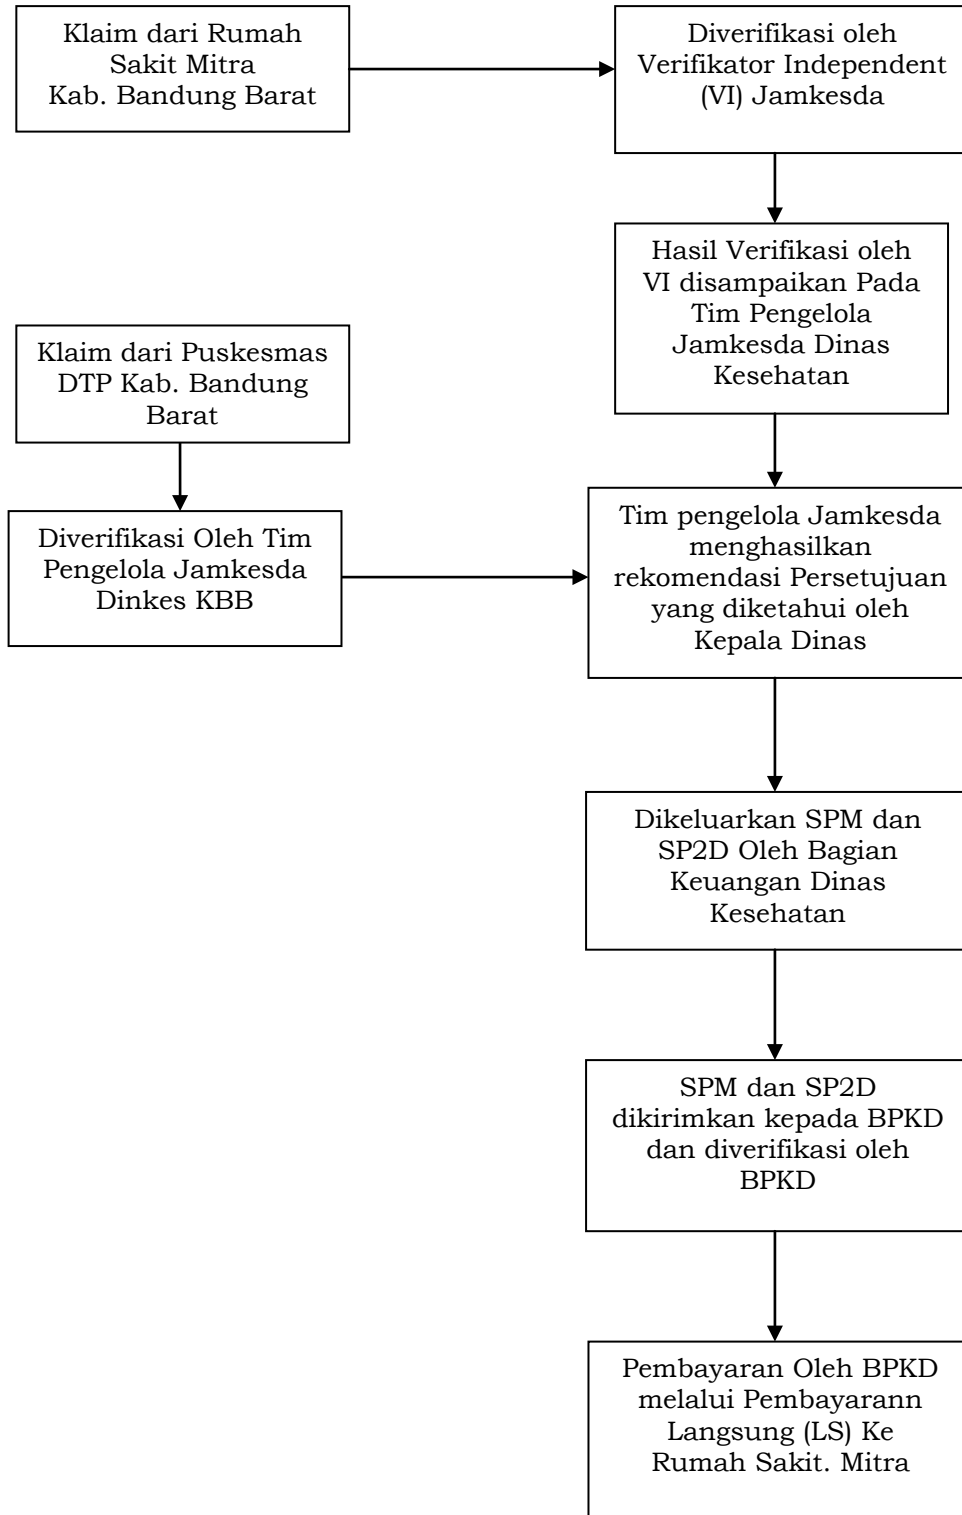 Klaim dari Rumah
Sakit Mitra
Kab. Bandung Barat
Diverifikasi oleh
Verifikator Independent
(VI) Jamkesda
Hasil Verifikasi oleh
VI disampaikan Pada
Tim Pengelola
Jamkesda Dinas
Kesehatan
Klaim dari Puskesmas
DTP Kab. Bandung
Barat
Diverifikasi Oleh Tim
Pengelola Jamkesda
Dinkes KBB
Tim pengelola Jamkesda
menghasilkan
rekomendasi Persetujuan
yang diketahui oleh
Kepala Dinas
Dikeluarkan SPM dan
SP2D Oleh Bagian
Keuangan Dinas
Kesehatan
SPM dan SP2D
dikirimkan kepada BPKD
dan diverifikasi oleh
BPKD
Pembayaran Oleh BPKD
melalui Pembayarann
Langsung (LS) Ke
Rumah Sakit. Mitra